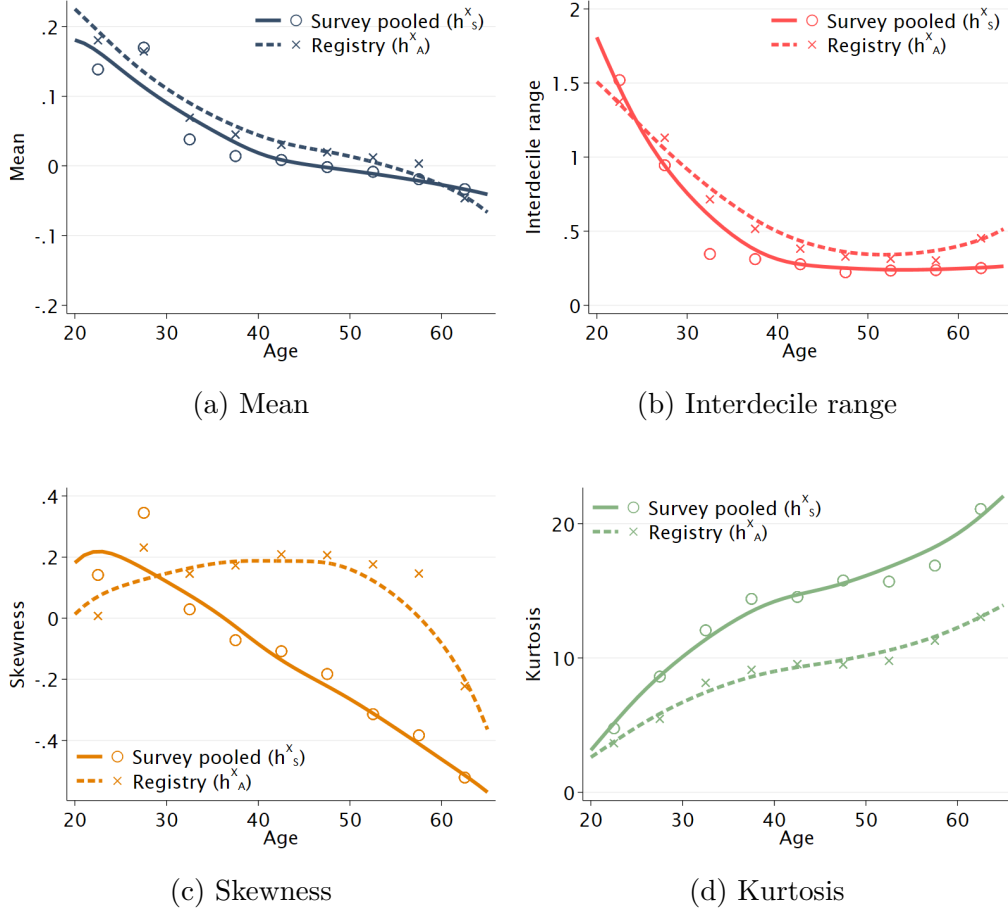 .2
.1
0
-.1
-.2
Mean
20 30 40 50 60
Age
Survey pooled (h^X_S)
Registry (h^X_A)
(a) Mean
2
1.5
1
.5
0
Interdecile range
20 30 40 50 60
Age
Survey pooled (h^X_S)
Registry (h^X_A)
(b) Interdecile range
.4
.2
0
-.2
-.4
Skewness
Survey pooled (h^X_S)
Registry (h^X_A)
20 30 40 50 60
Age
(c) Skewness
20
10
0
Kurtosis
Survey pooled (h^X_S)
Registry (h^X_A)
20 30 40 50 60
Age
(d) Kurtosis